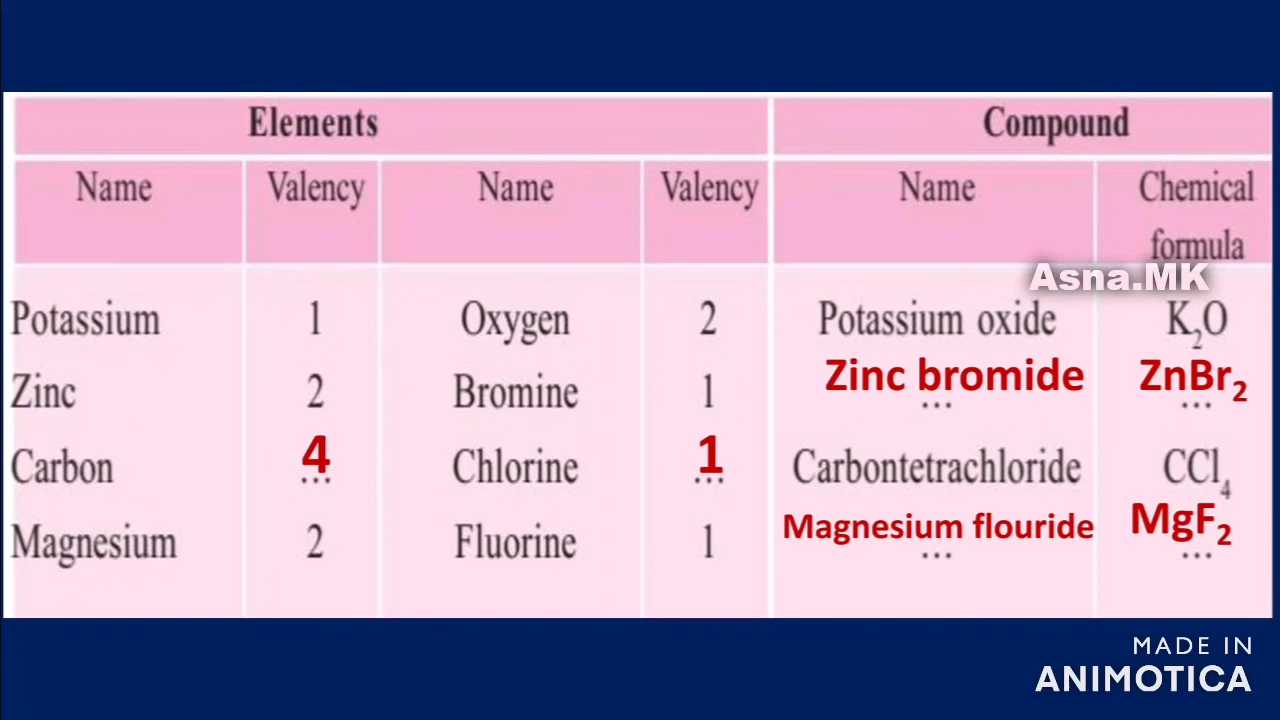 Elements Compound
Name Valency Name Valency Name Chemical
formula
Asna.MK
Potassium 1 Oxygen 2 Potassium oxide K₂O
Zinc 2 Bromine 1 Zinc bromide ... ZnBr₂ ...
Carbon 4 ... Chlorine 1 ... Carbontetrachloride CCl₄
Magnesium 2 Fluorine 1 Magnesium flouride ... MgF₂ ...
MADE IN
ANIMOTICA